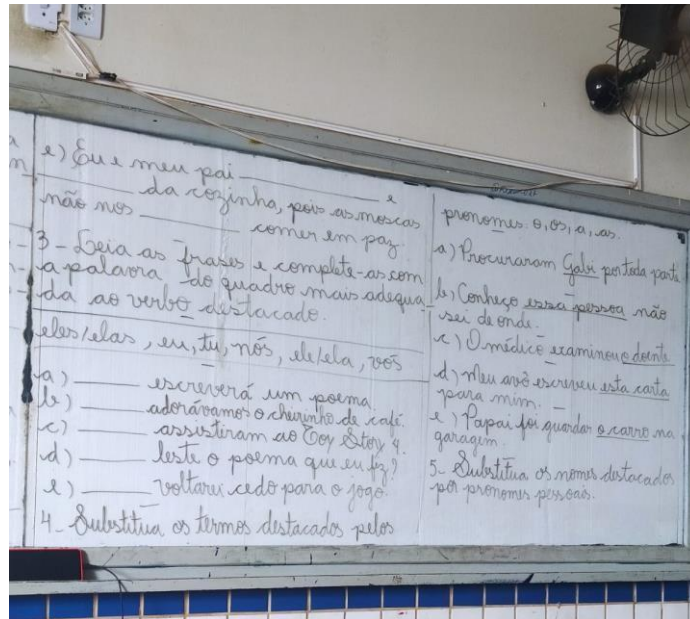 e) Eu e meu pai ________ e
________ da cozinha, pois as moscas
não nos ________ comer em paz.
3- Leia as frases e complete-as com
a palavra do quadro mais adequa-
da ao verbo destacado.
eles/elas, eu, tu, nós, ele/ela, vós
a) ______ escreverá um poema.
b) ______ adorávamos o cheirinho de café.
c) ______ assistiram ao Toy Story 4.
d) ______ leste o poema que eu fiz?
e) ______ voltarei cedo para o jogo.
4- Substitua os termos destacados pelos
pronomes: o, os, a, as.
a) Procuraram Gabi por toda parte
b) Conheço essa pessoa não
sei de onde.
c) O médico examinou o doente
d) Meu avô escreveu esta carta
para mim.
e) Papai foi guardar o carro na
garagem.
5- Substitua os nomes destacados
por pronomes pessoais.